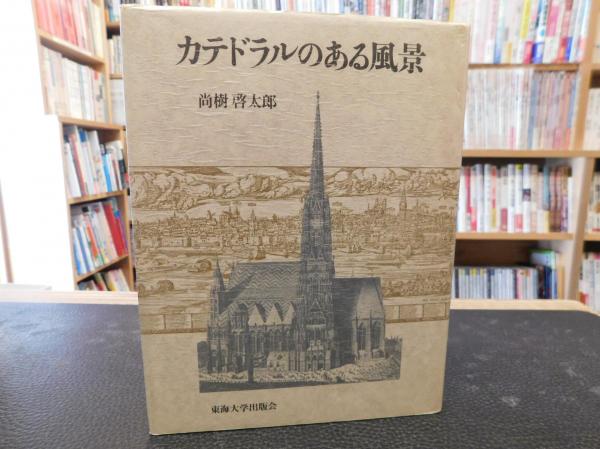 カテドラルのある風景
尚樹 啓太郎
東海大学出版会